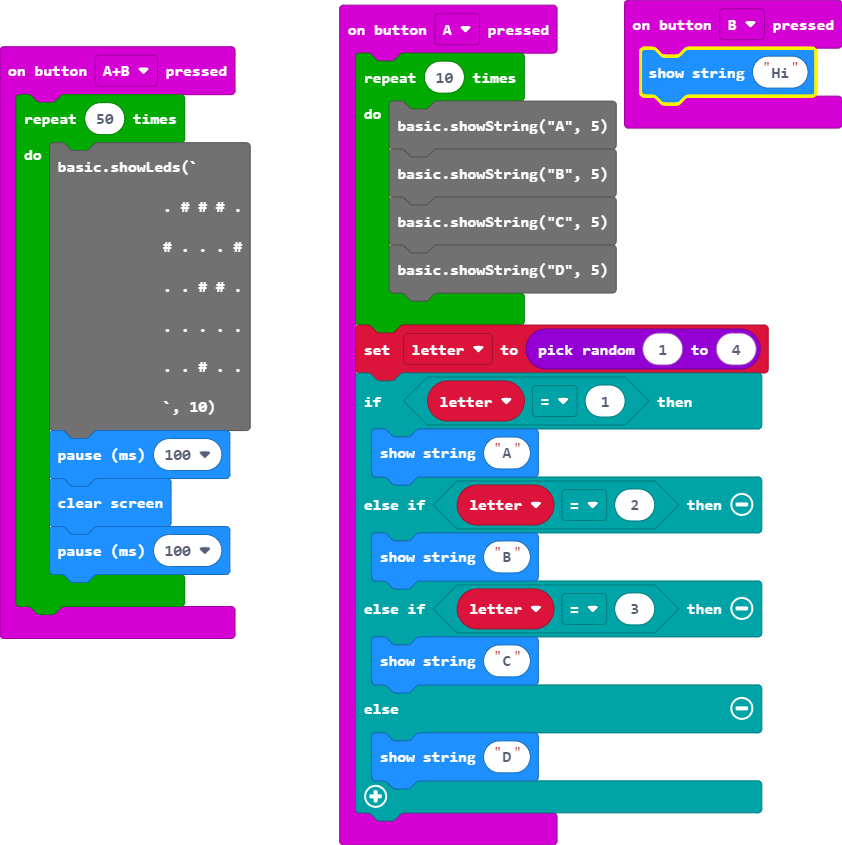 on button A+B pressed
repeat 50 times
do
basic.showLeds(`
. # # # .
# . . . #
. . # # .
. . . . .
. . # . .
`, 10)
pause (ms) 100
clear screen
pause (ms) 100
on button A pressed
repeat 10 times
do
basic.showString("A", 5)
basic.showString("B", 5)
basic.showString("C", 5)
basic.showString("D", 5)
set letter to pick random 1 to 4
if letter = 1 then
show string "A"
else if letter = 2 then
show string "B"
else if letter = 3 then
show string "C"
else
show string "D"
on button B pressed
show string "Hi"